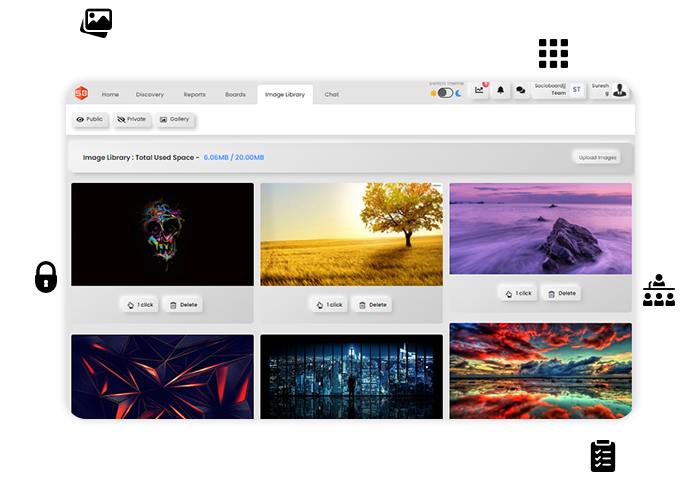 Switch Theme
SB
Home
Discovery
Reports
Boards
Image Library
Chat
Socioboard
Team
ST
Suresh
g
Public
Private
Gallery
Image Library : Total Used Space - 6.06MB / 20.00MB
Upload Images
1 click
Delete
1 click
Delete
1 click
Delete